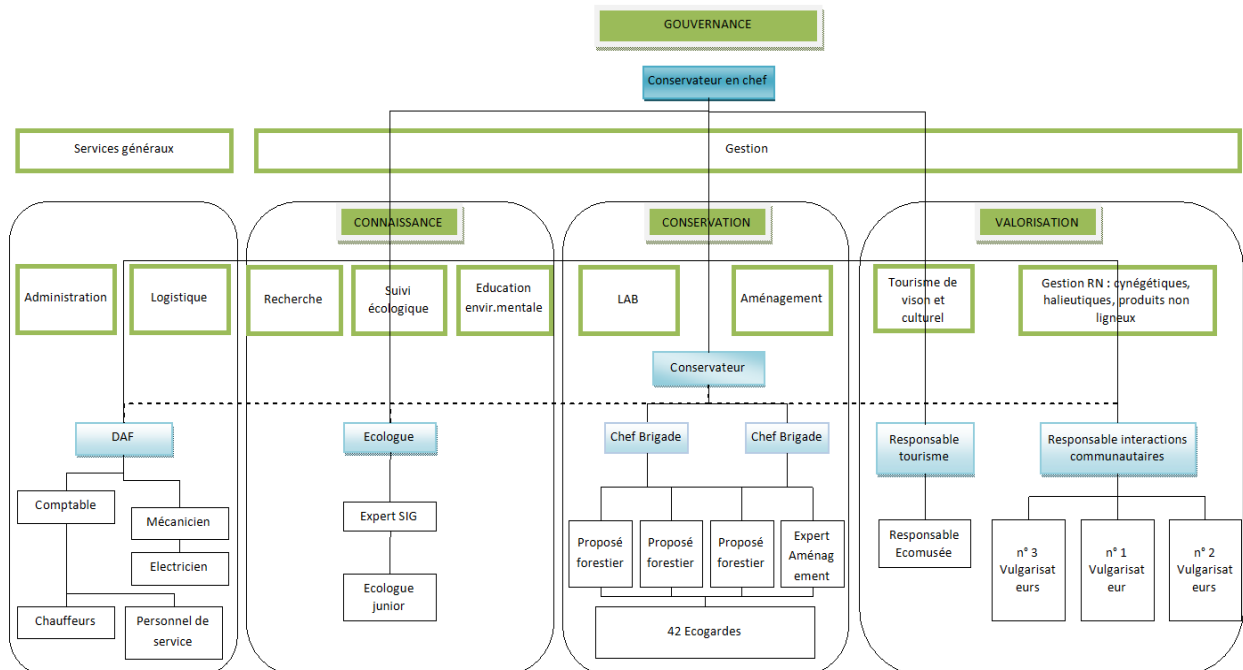 GOUVERNANCE
Conservateur en chef
Services généraux
Gestion
CONNAISSANCE
CONSERVATION
VALORISATION
Administration
Logistique
Recherche
Suivi
écologique
Education
envir.mentale
LAB
Aménagement
Tourisme de
vison et
culturel
Gestion RN : cynégétiques,
halieutiques, produits non
ligneux
Conservateur
DAF
Ecologue
Chef Brigade
Chef Brigade
Responsable
tourisme
Responsable interactions
communautaires
Comptable
Mécanicien
Electricien
Chauffeurs
Personnel de
service
Expert SIG
Ecologue
junior
Proposé
forestier
Proposé
forestier
Proposé
forestier
Expert
Aménag
ement
42 Ecogardes
Responsable
Ecomusée
n° 3
Vulgarisat
eurs
n° 1
Vulgarisat
eur
n° 2
Vulgarisat
eurs